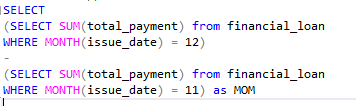 SELECT
(SELECT SUM(total_payment) from financial_loan
WHERE MONTH(issue_date) = 12)
-
(SELECT SUM(total_payment) from financial_loan
WHERE MONTH(issue_date) = 11) as MOM